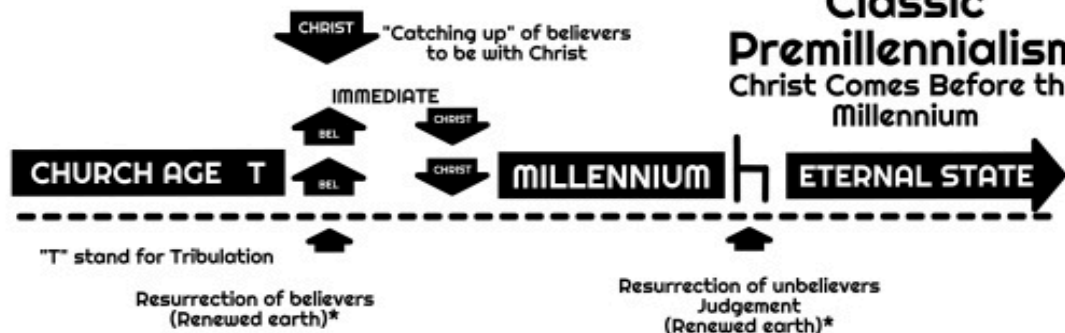 Classic
Premillennialism
Christ Comes Before th
Millennium
CHRIST
"Catching up" of believers
to be with Christ
IMMEDIATE
BEL
CHRIST
CHURCH AGE T
BEL
CHRIST
MILLENNIUM
ETERNAL STATE
"T" stand for Tribulation
Resurrection of believers
(Renewed earth)*
Resurrection of unbelievers
Judgement
(Renewed earth)*